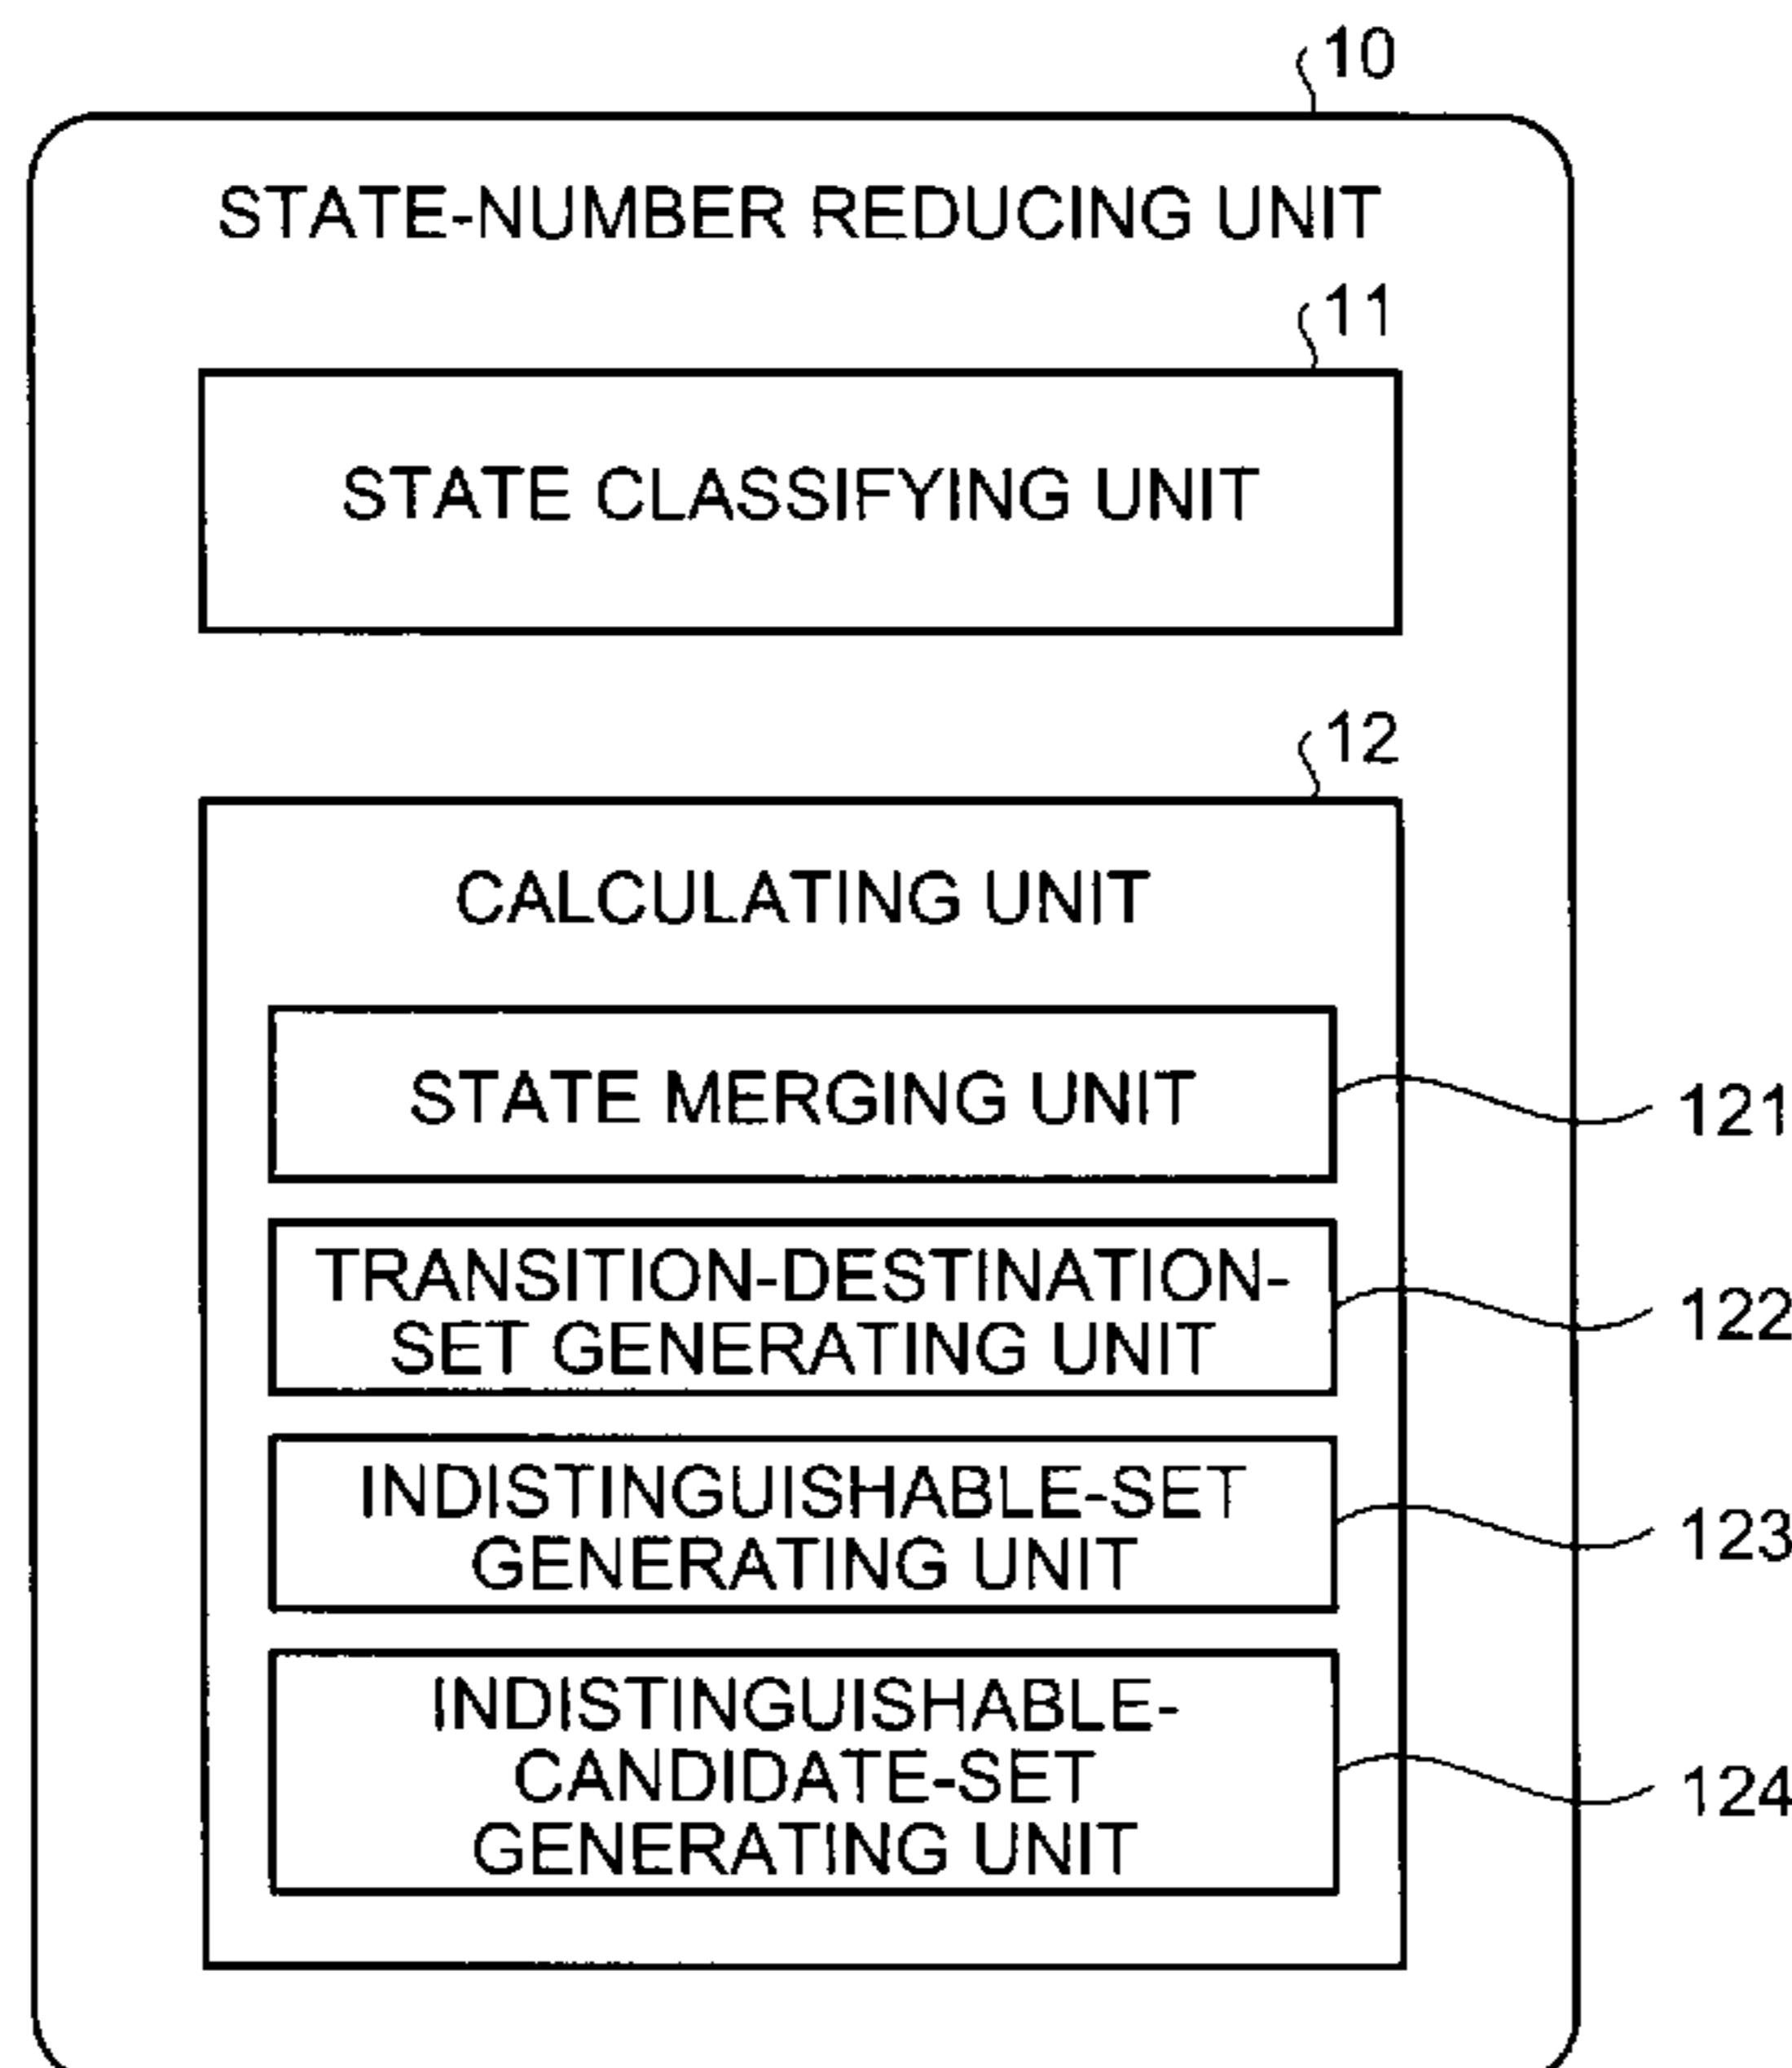 10
STATE-NUMBER REDUCING UNIT
11
STATE CLASSIFYING UNIT
12
CALCULATING UNIT
STATE MERGING UNIT
121
TRANSITION-DESTINATION-
SET GENERATING UNIT
122
INDISTINGUISHABLE-SET
GENERATING UNIT
123
INDISTINGUISHABLE-
CANDIDATE-SET
GENERATING UNIT
124